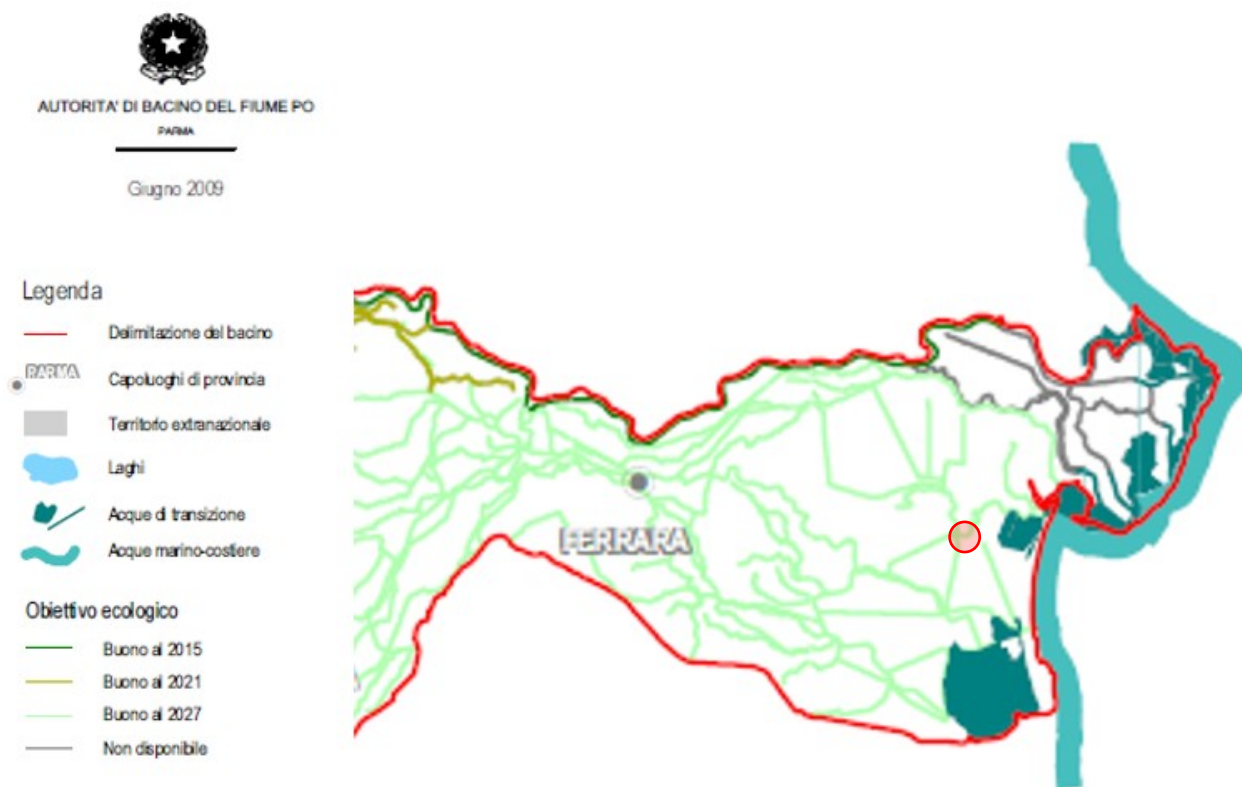 AUTORITA' DI BACINO DEL FIUME PO
PARMA
Giugno 2009
Legenda
Delimitazione del bacino
PARMA
Capoluoghi di provincia
Territorio extranazionale
Laghi
Acque di transizione
Acque marino-costiere
Obiettivo ecologico
Buono al 2015
Buono al 2021
Buono al 2027
Non disponibile
FERRARA